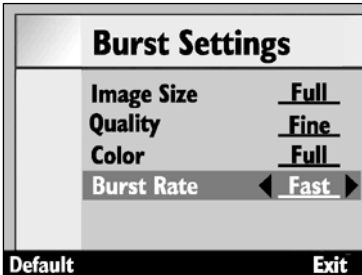 Burst Settings
Image Size Full
Quality Fine
Color Full
Burst Rate Fast
Default Exit